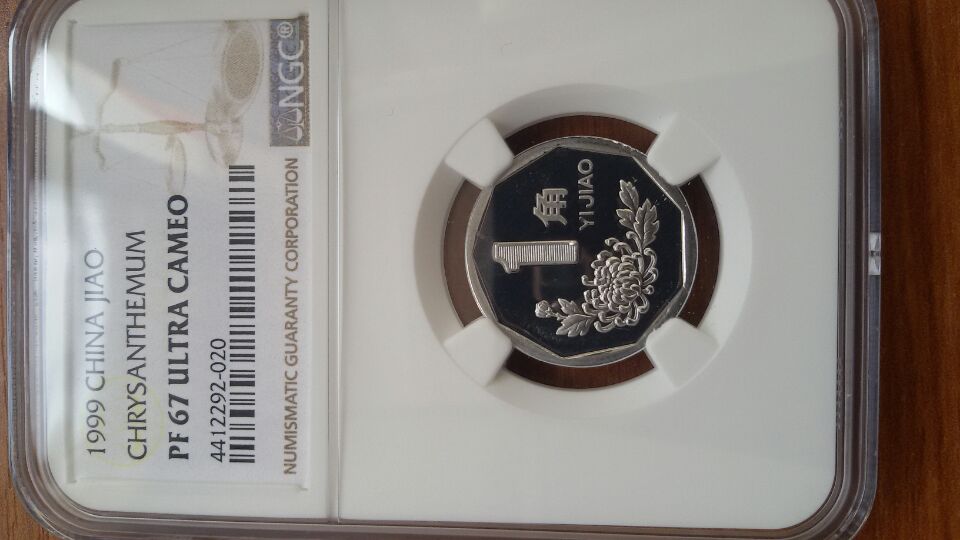 1999 CHINA JIAO
CHRYSANTHEMUM
PF 67 ULTRA CAMEO
4412292-020
NGC®
NUMISMATIC GUARANTY CORPORATION
1 角
YI JIAO